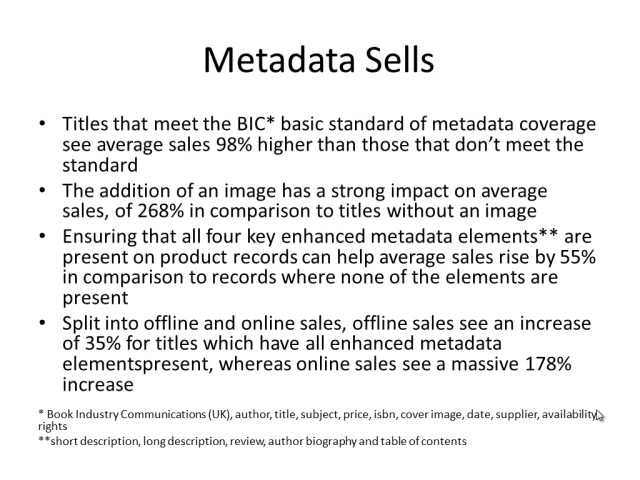 Metadata Sells
• Titles that meet the BIC* basic standard of metadata coverage
see average sales 98% higher than those that don’t meet the
standard
• The addition of an image has a strong impact on average
sales, of 268% in comparison to titles without an image
• Ensuring that all four key enhanced metadata elements** are
present on product records can help average sales rise by 55%
in comparison to records where none of the elements are
present
• Split into offline and online sales, offline sales see an increase
of 35% for titles which have all enhanced metadata
elementspresent, whereas online sales see a massive 178%
increase
* Book Industry Communications (UK), author, title, subject, price, isbn, cover image, date, supplier, availability,
rights
**short description, long description, review, author biography and table of contents